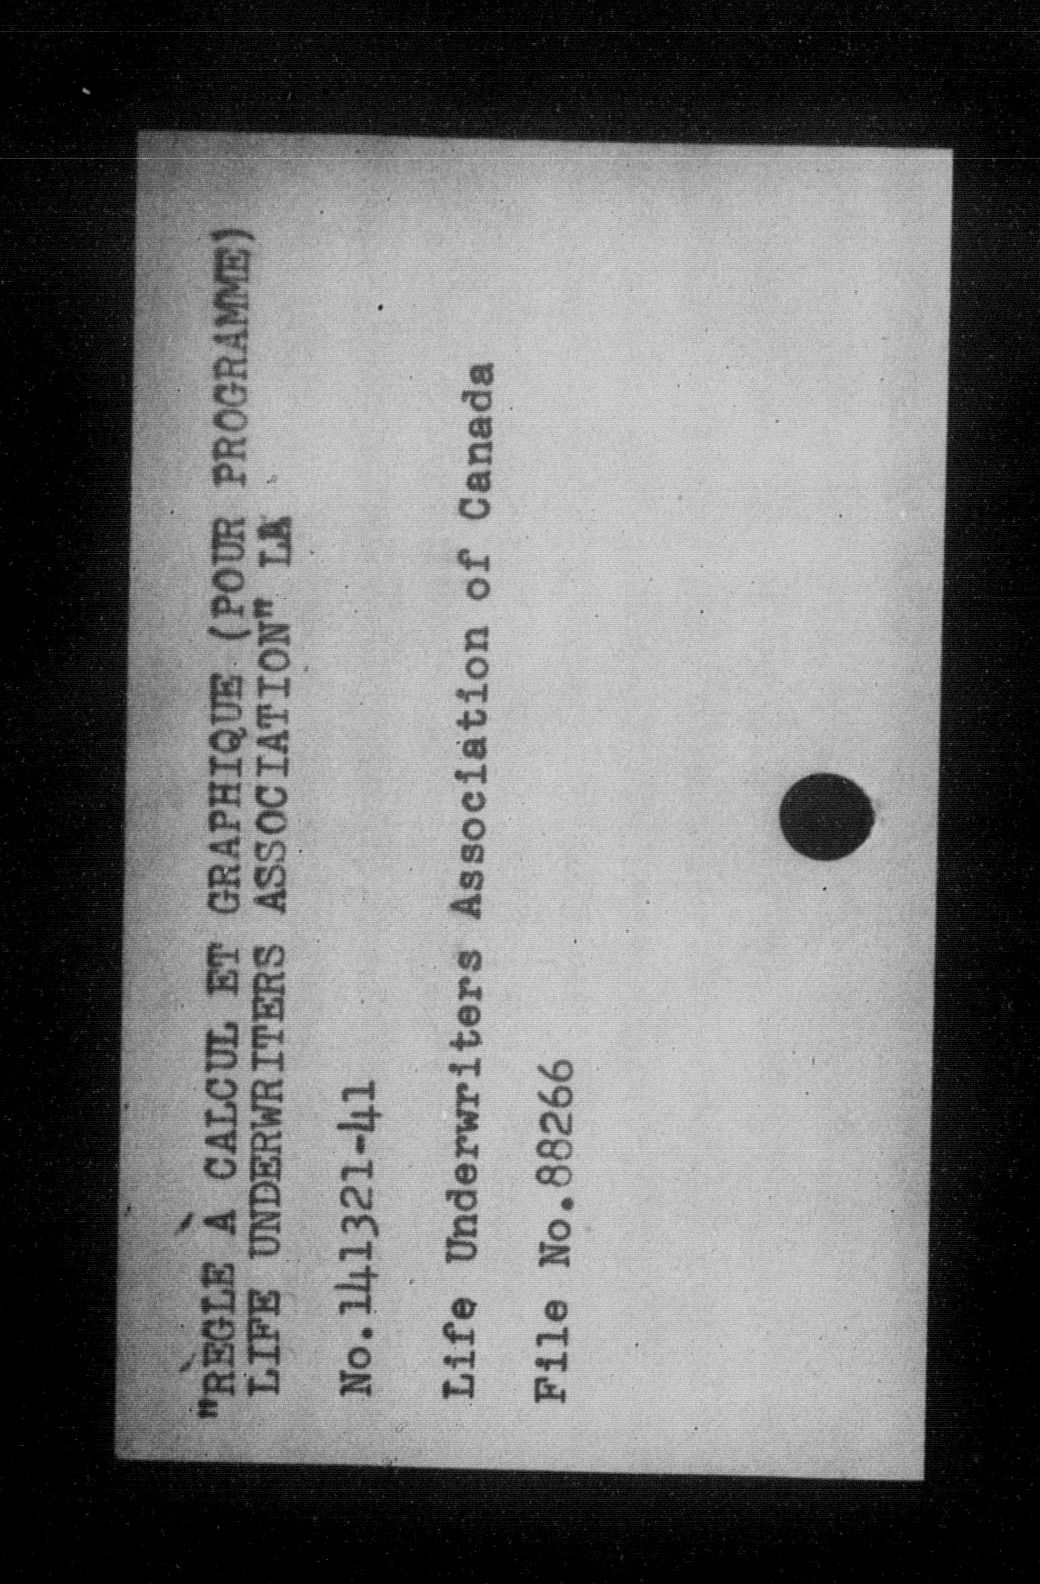 "RÈGLE À CALCUL ET GRAPHIQUE (POUR PROGRAMME)
LIFE UNDERWRITERS ASSOCIATION" LA
No.141321-41
Life Underwriters Association of Canada
File No.88266